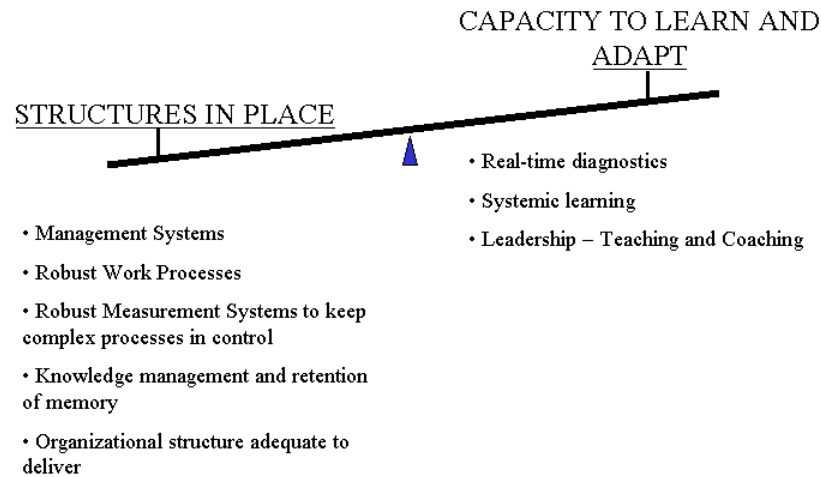 CAPACITY TO LEARN AND
ADAPT
STRUCTURES IN PLACE
• Real-time diagnostics
• Systemic learning
• Leadership – Teaching and Coaching
• Management Systems
• Robust Work Processes
• Robust Measurement Systems to keep
complex processes in control
• Knowledge management and retention
of memory
• Organizational structure adequate to
deliver